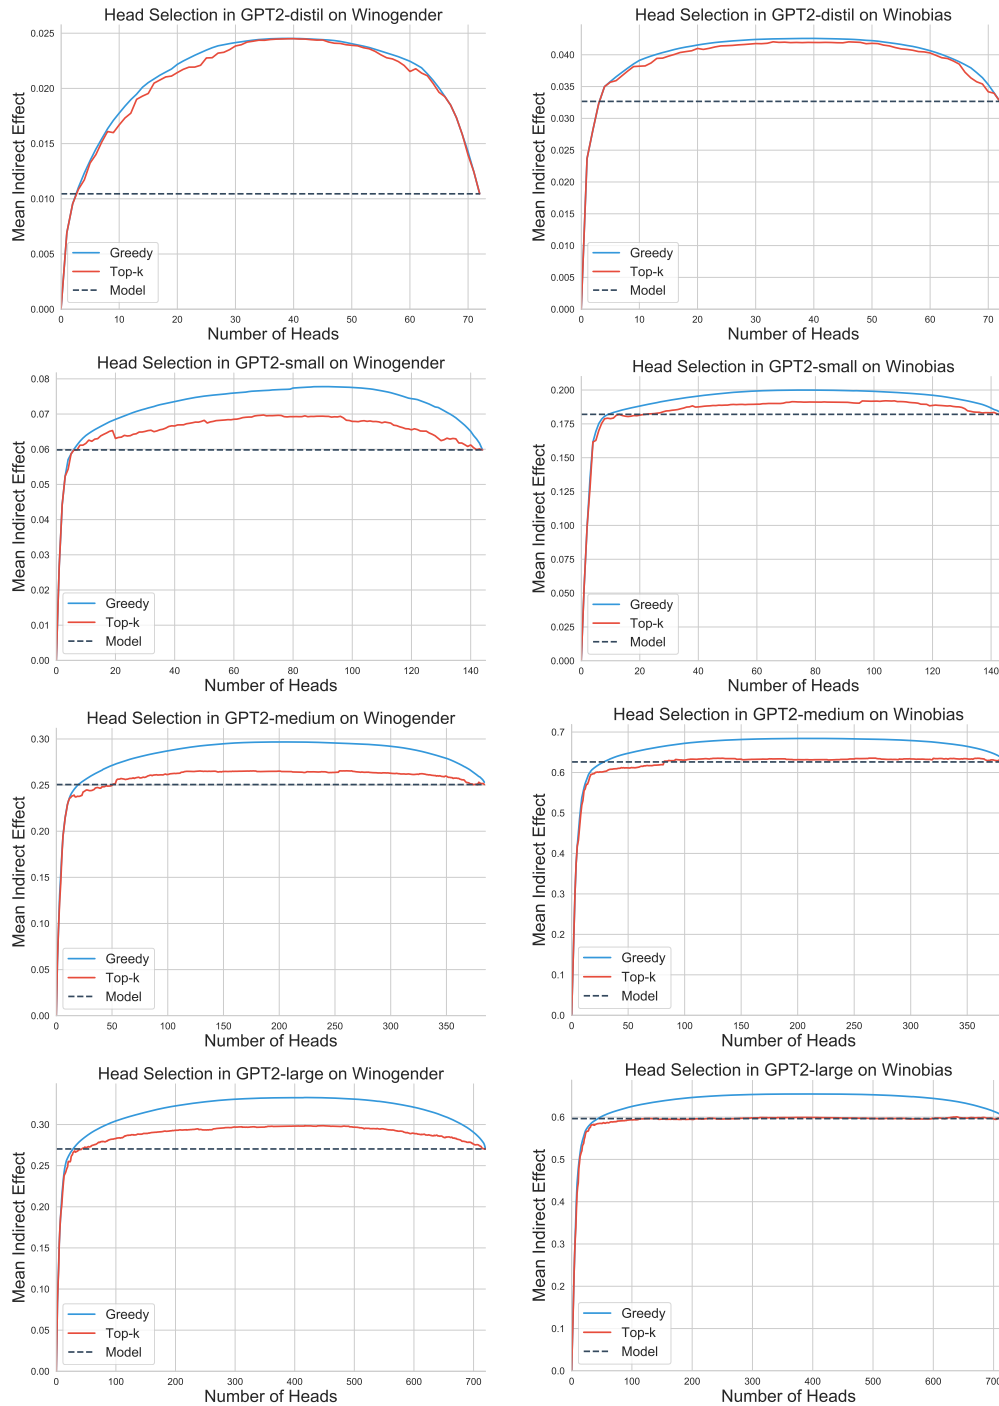 Head Selection in GPT2-distil on Winogender
Mean Indirect Effect
0.025
0.020
0.015
0.010
0.005
0.000
Greedy
Top-k
Model
0 10 20 30 40 50 60 70
Number of Heads
Head Selection in GPT2-distil on Winobias
Mean Indirect Effect
0.040
0.035
0.030
0.025
0.020
0.015
0.010
0.005
0.000
Greedy
Top-k
Model
0 10 20 30 40 50 60 70
Number of Heads
Head Selection in GPT2-small on Winogender
Mean Indirect Effect
0.08
0.07
0.06
0.05
0.04
0.03
0.02
0.01
0.00
Greedy
Top-k
Model
0 20 40 60 80 100 120 140
Number of Heads
Head Selection in GPT2-small on Winobias
Mean Indirect Effect
0.200
0.175
0.150
0.125
0.100
0.075
0.050
0.025
0.000
Greedy
Top-k
Model
0 20 40 60 80 100 120 140
Number of Heads
Head Selection in GPT2-medium on Winogender
Mean Indirect Effect
0.30
0.25
0.20
0.15
0.10
0.05
0.00
Greedy
Top-k
Model
0 50 100 150 200 250 300 350
Number of Heads
Head Selection in GPT2-medium on Winobias
Mean Indirect Effect
0.7
0.6
0.5
0.4
0.3
0.2
0.1
0.0
Greedy
Top-k
Model
0 50 100 150 200 250 300 350
Number of Heads
Head Selection in GPT2-large on Winogender
Mean Indirect Effect
0.30
0.25
0.20
0.15
0.10
0.05
0.00
Greedy
Top-k
Model
0 100 200 300 400 500 600 700
Number of Heads
Head Selection in GPT2-large on Winobias
Mean Indirect Effect
0.6
0.5
0.4
0.3
0.2
0.1
0.0
Greedy
Top-k
Model
0 100 200 300 400 500 600 700
Number of Heads